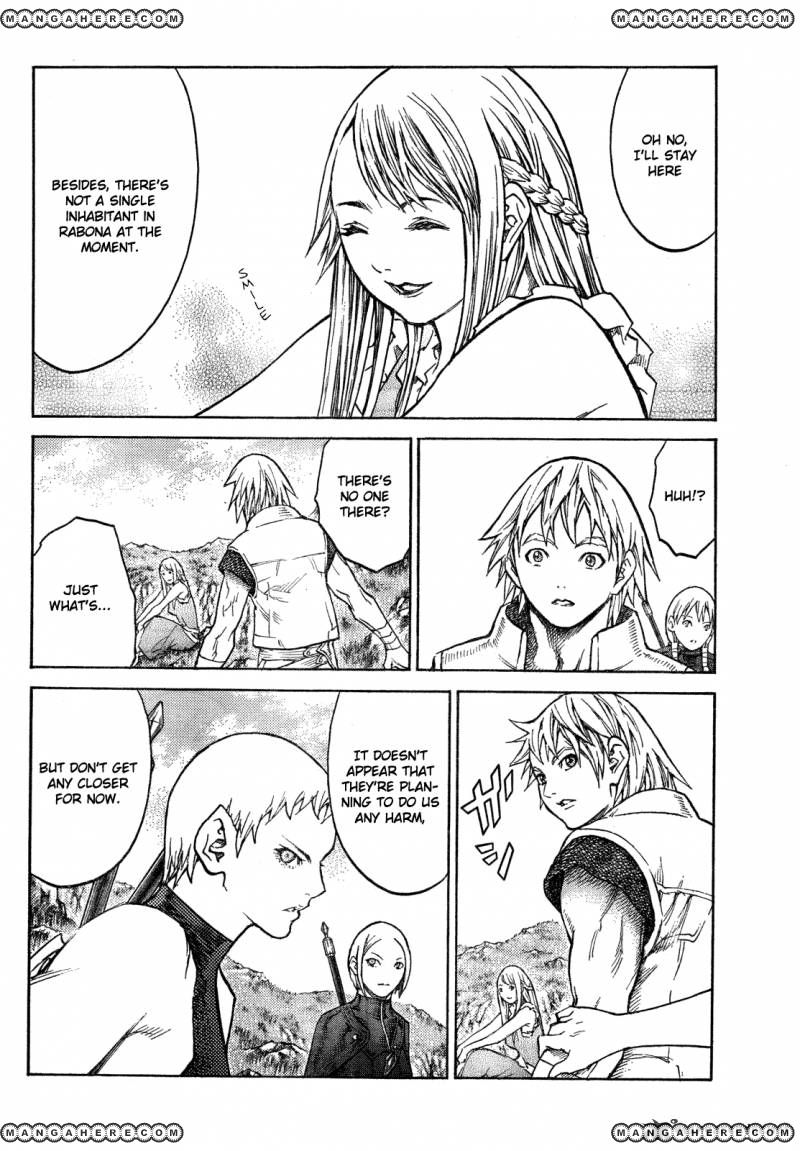 MANGAHERE.COM
MANGAHERE.COM
OH NO,
I'LL STAY
HERE
BESIDES, THERE'S
NOT A SINGLE
INHABITANT IN
RABONA AT THE
MOMENT.
SMILE
HUH!?
THERE'S
NO ONE
THERE?
JUST
WHAT'S...
ガシ
IT DOESN'T
APPEAR THAT
THEY'RE PLAN-
NING TO DO US
ANY HARM,
BUT DON'T GET
ANY CLOSER
FOR NOW.
MANGAHERE.COM
MANGAHERE.COM